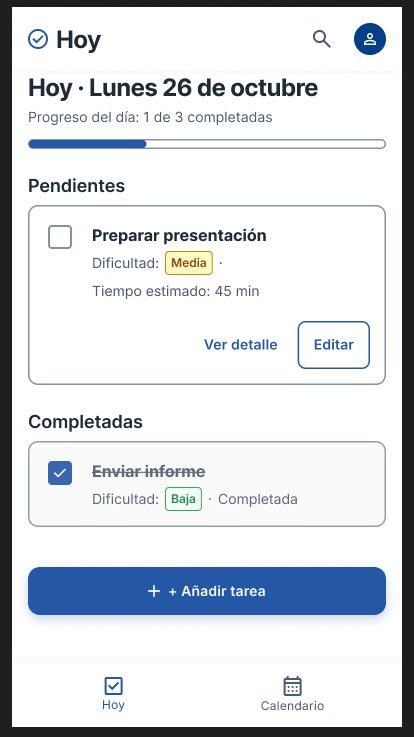 Hoy
Hoy · Lunes 26 de octubre
Progreso del día: 1 de 3 completadas
Pendientes
Preparar presentación
Dificultad: Media ·
Tiempo estimado: 45 min
Ver detalle Editar
Completadas
Enviar informe
Dificultad: Baja · Completada
+ + Añadir tarea
Hoy Calendario